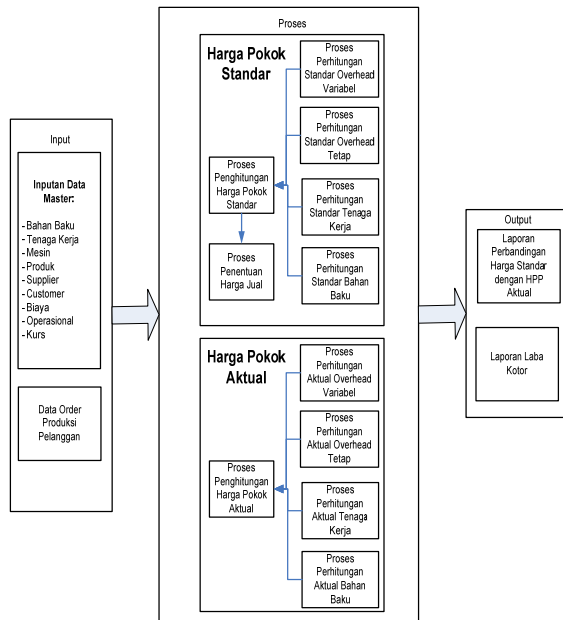 Input
Inputan Data
Master:
- Bahan Baku
- Tenaga Kerja
- Mesin
- Produk
- Supplier
- Customer
- Biaya
- Operasional
- Kurs
Data Order
Produksi
Pelanggan
Proses
Harga Pokok
Standar
Proses
Perhitungan
Standar Overhead
Variabel
Proses
Perhitungan
Standar Overhead
Tetap
Proses
Penghitungan
Harga Pokok
Standar
Proses
Perhitungan
Standar Tenaga
Kerja
Proses
Penentuan
Harga Jual
Proses
Perhitungan
Standar Bahan
Baku
Harga Pokok
Aktual
Proses
Perhitungan
Aktual Overhead
Variabel
Proses
Perhitungan
Aktual Overhead
Tetap
Proses
Penghitungan
Harga Pokok
Aktual
Proses
Perhitungan
Aktual Tenaga
Kerja
Proses
Perhitungan
Aktual Bahan
Baku
Output
Laporan
Perbandingan
Harga Standar
dengan HPP
Aktual
Laporan Laba
Kotor